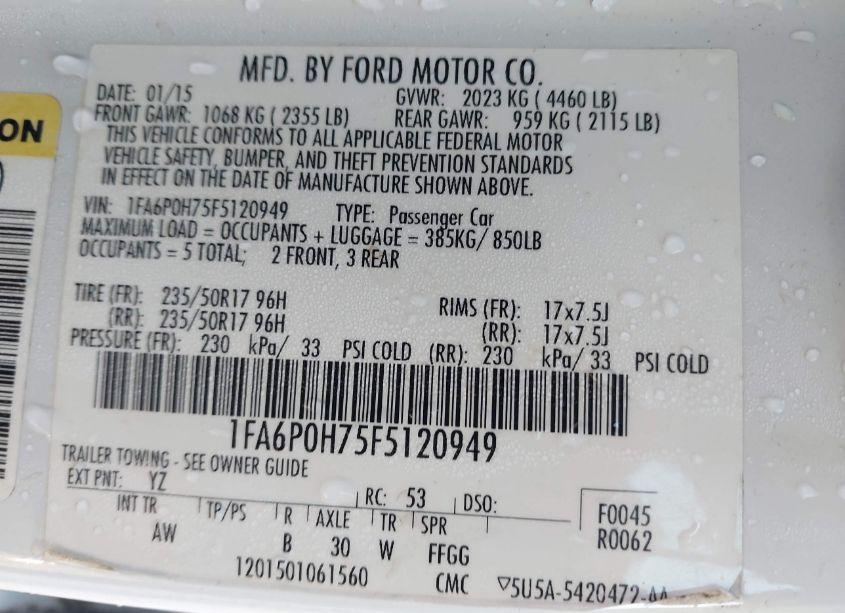 MFD. BY FORD MOTOR CO.
DATE: 01/15 GVWR: 2023 KG ( 4460 LB)
FRONT GAWR: 1068 KG ( 2355 LB) REAR GAWR: 959 KG ( 2115 LB)
THIS VEHICLE CONFORMS TO ALL APPLICABLE FEDERAL MOTOR
VEHICLE SAFETY, BUMPER, AND THEFT PREVENTION STANDARDS
IN EFFECT ON THE DATE OF MANUFACTURE SHOWN ABOVE.
VIN: 1FA6P0H75F5120949 TYPE: Passenger Car
MAXIMUM LOAD = OCCUPANTS + LUGGAGE = 385KG/ 850LB
OCCUPANTS = 5 TOTAL; 2 FRONT, 3 REAR
TIRE (FR): 235/50R17 96H RIMS (FR): 17x7.5J
(RR): 235/50R17 96H (RR): 17x7.5J
PRESSURE (FR): 230 kPa/ 33 PSI COLD (RR): 230 kPa/ 33 PSI COLD
1FA6P0H75F5120949
TRAILER TOWING - SEE OWNER GUIDE
EXT PNT: YZ RC: 53 DSO:
INT TR TP/PS R AXLE TR SPR F0045
AW B 30 W FFGG R0062
1201501061560 CMC ▽5U5A-5420472-AA
ON